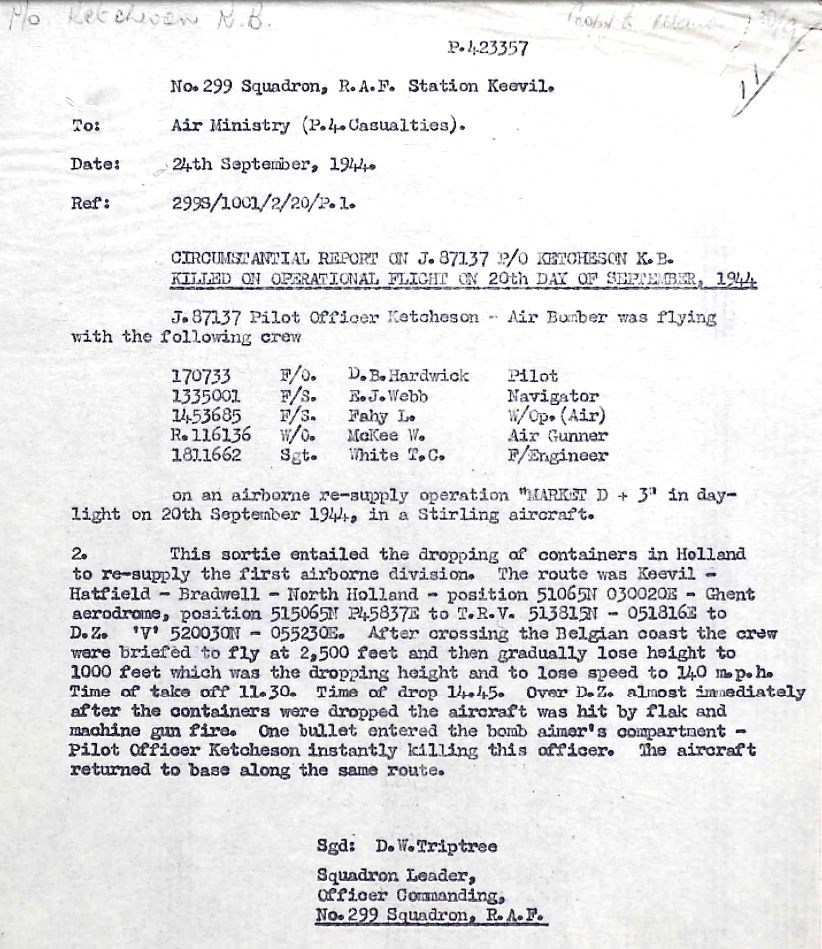 P/o Ketcheson K.B.
P.423357
11
No.299 Squadron, R.A.F. Station Keevil.
To: Air Ministry (P.4.Casualties).
Date: 24th September, 1944.
Ref: 299S/1001/2/20/P.1.
CIRCUMSTANTIAL REPORT ON J.87137 P/O KETCHESON K.B.
KILLED ON OPERATIONAL FLIGHT ON 20th DAY OF SEPTEMBER, 1944
J.87137 Pilot Officer Ketcheson - Air Bomber was flying
with the following crew
170733 F/O. D.B.Hardwick Pilot
1335001 F/S. E.J.Webb Navigator
1453685 F/S. Fahy L. W/Op.(Air)
R.116136 W/O. McKee W. Air Gunner
1811662 Sgt. White T.C. F/Engineer
on an airborne re-supply operation "MARKET D + 3" in day-
light on 20th September 1944, in a Stirling aircraft.
2. This sortie entailed the dropping of containers in Holland
to re-supply the first airborne division. The route was Keevil -
Hatfield - Bradwell - North Holland - position 51065N 030020E - Ghent
aerodrome, position 515065N P45837E to T.R.V. 513815N - 051816E to
D.Z. 'V' 520030N - 055230E. After crossing the Belgian coast the crew
were briefed to fly at 2,500 feet and then gradually lose height to
1000 feet which was the dropping height and to lose speed to 140 m.p.h.
Time of take off 11.30. Time of drop 14.45. Over D.Z. almost immediately
after the containers were dropped the aircraft was hit by flak and
machine gun fire. One bullet entered the bomb aimer's compartment -
Pilot Officer Ketcheson instantly killing this officer. The aircraft
returned to base along the same route.
Sgd: D.W.Triptree
Squadron Leader,
Officer Commanding,
No.299 Squadron, R.A.F.